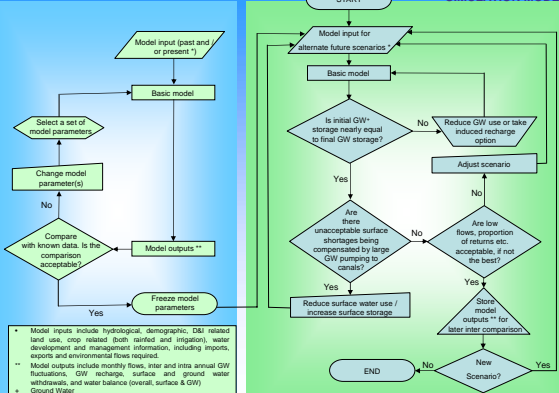 START
Model input (past and /
or present *)
Basic model
Select a set of
model parameters
Change model
parameter(s)
No
Compare
with known data. Is the
comparison
acceptable?
Model outputs **
Yes
Freeze model
parameters
* Model inputs include hydrological, demographic, D&I related
land use, crop related (both rainfed and irrigation), water
development and management information, including imports,
exports and environmental flows required.
** Model outputs include monthly flows, inter and intra annual GW
fluctuations, GW recharge, surface and ground water
withdrawals, and water balance (overall, surface & GW)
+ Ground Water
Model input for
alternate future scenarios *
Basic model
Is initial GW+
storage nearly equal
to final GW storage?
No
Reduce GW use or take
induced recharge
option
Yes
Adjust scenario
No
Are
there
unacceptable surface
shortages being
compensated by large
GW pumping to
canals?
No
Are low
flows, proportion
of returns etc.
acceptable, if not
the best?
Yes
Yes
Reduce surface water use /
increase surface storage
Store
model
outputs ** for
later inter comparison
New
Scenario?
No
Yes
END